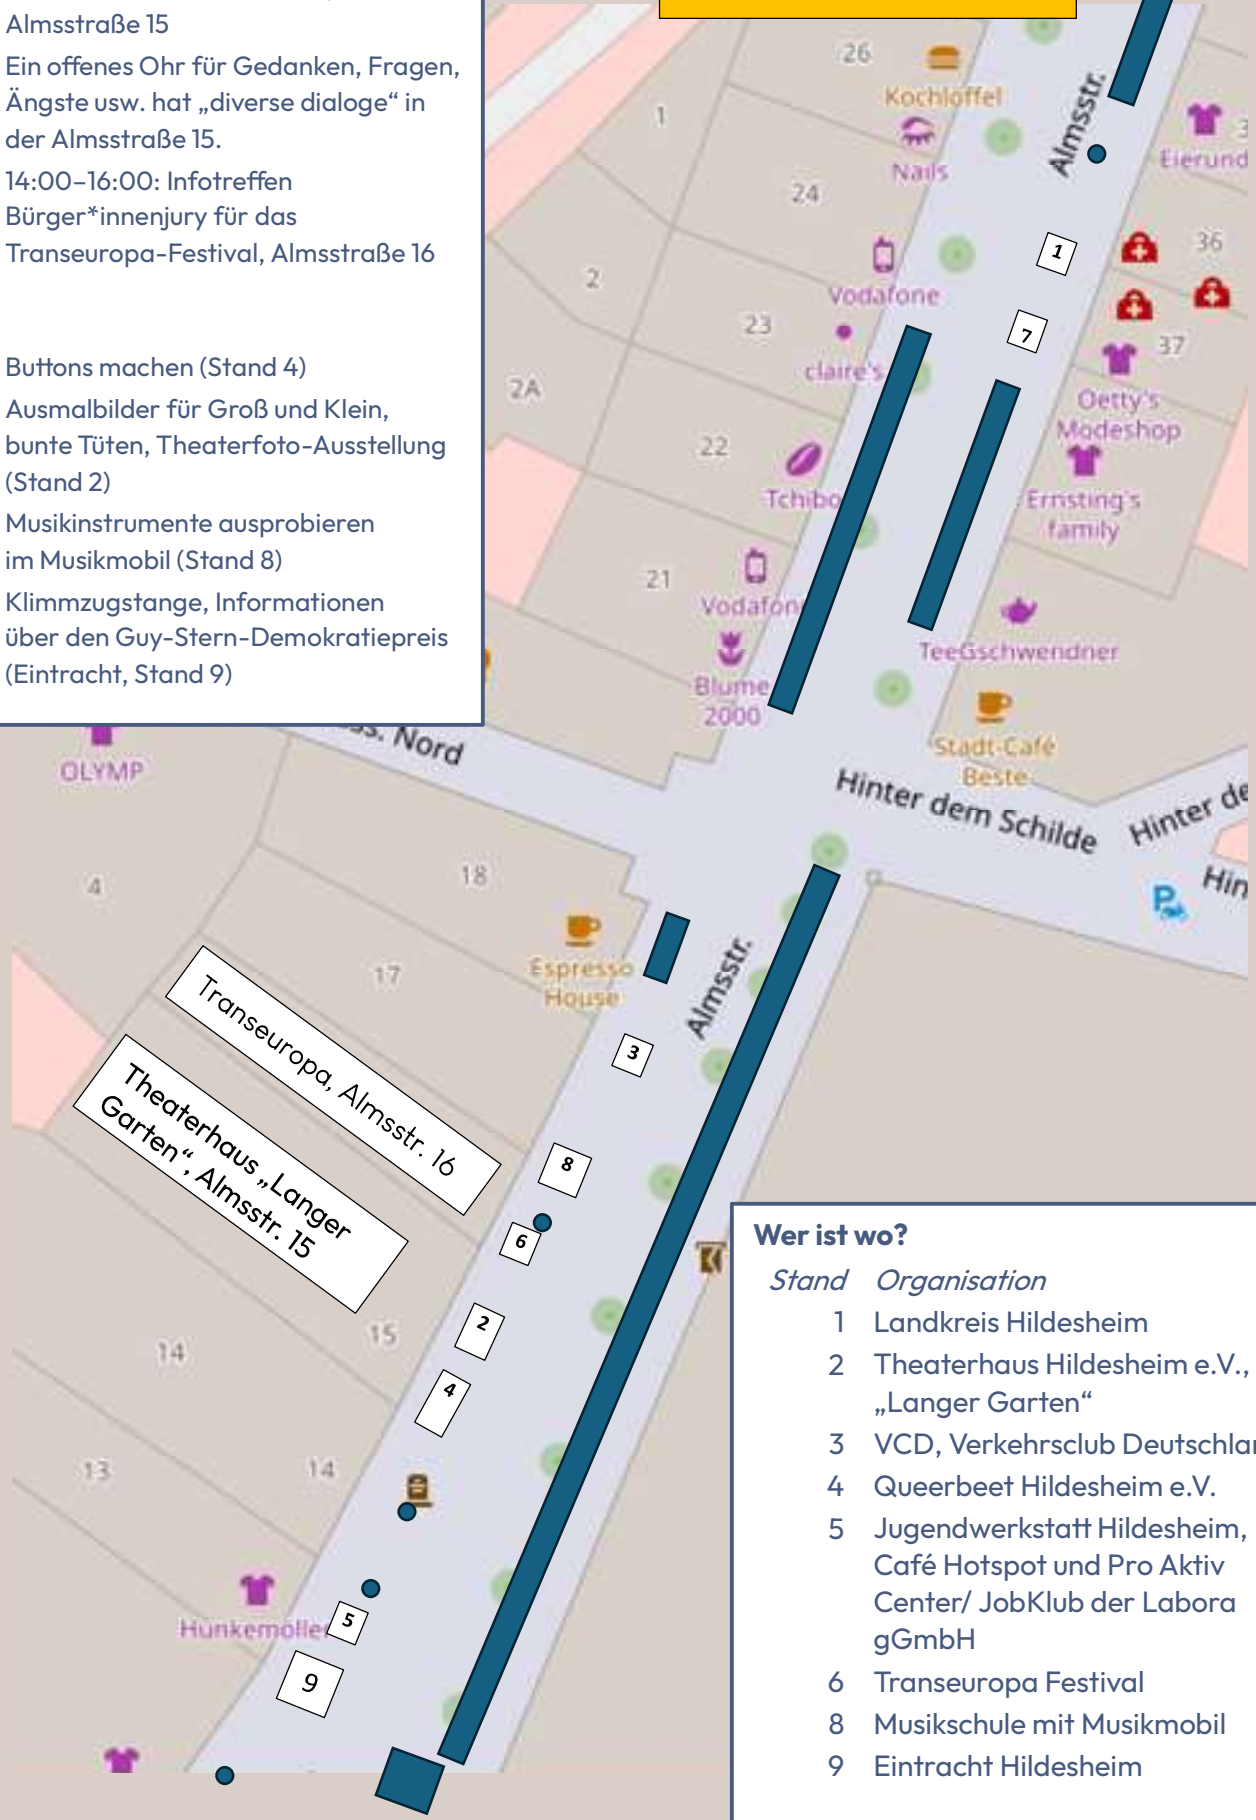 Almsstraße 15
Ein offenes Ohr für Gedanken, Fragen,
Ängste usw. hat „diverse dialoge“ in
der Almsstraße 15.
14:00–16:00: Infotreffen
Bürger*innenjury für das
Transeuropa-Festival, Almsstraße 16
Buttons machen (Stand 4)
Ausmalbilder für Groß und Klein,
bunte Tüten, Theaterfoto-Ausstellung
(Stand 2)
Musikinstrumente ausprobieren
im Musikmobil (Stand 8)
Klimmzugstange, Informationen
über den Guy-Stern-Demokratiepreis
(Eintracht, Stand 9)
26
Kochlöffel
Almsstr.
Eierund
1
Nails
24
1
36
2
Vodafone
23
7
37
claire's
2A
Oetty's
Modeshop
22
Tchibo
Ernsting's
family
21
Vodafon
TeeGschwendner
Blume
2000
Nord
Stadt-Café
Beste
OLYMP
Hinter dem Schilde
Hinter de
Hin
P
4
18
17
Espresso
House
Almsstr.
3
Transeuropa, Almsstr. 16
Theaterhaus „Langer
Garten“, Almsstr. 15
8
6
2
15
14
4
13
14
Hunkemölle
5
9
Wer ist wo?
Stand Organisation
1 Landkreis Hildesheim
2 Theaterhaus Hildesheim e.V.,
„Langer Garten“
3 VCD, Verkehrsclub Deutschlan
4 Queerbeet Hildesheim e.V.
5 Jugendwerkstatt Hildesheim,
Café Hotspot und Pro Aktiv
Center/ JobKlub der Labora
gGmbH
6 Transeuropa Festival
8 Musikschule mit Musikmobil
9 Eintracht Hildesheim